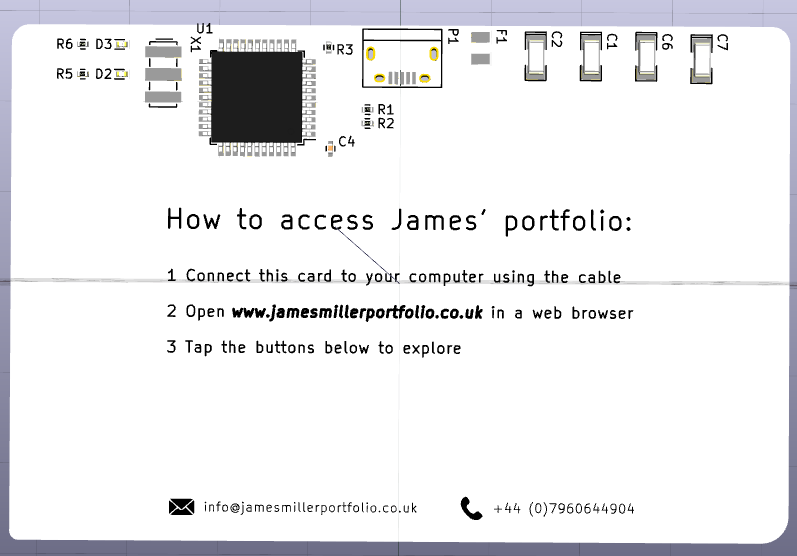 U1
R6 D3 X1 R3 P1 F1 C2 C1 C6 C7
R5 D2
R1
R2
C4
How to access James’ portfolio:
1 Connect this card to your computer using the cable
2 Open www.jamesmillerportfolio.co.uk in a web browser
3 Tap the buttons below to explore
info@jamesmillerportfolio.co.uk +44 (0)7960644904